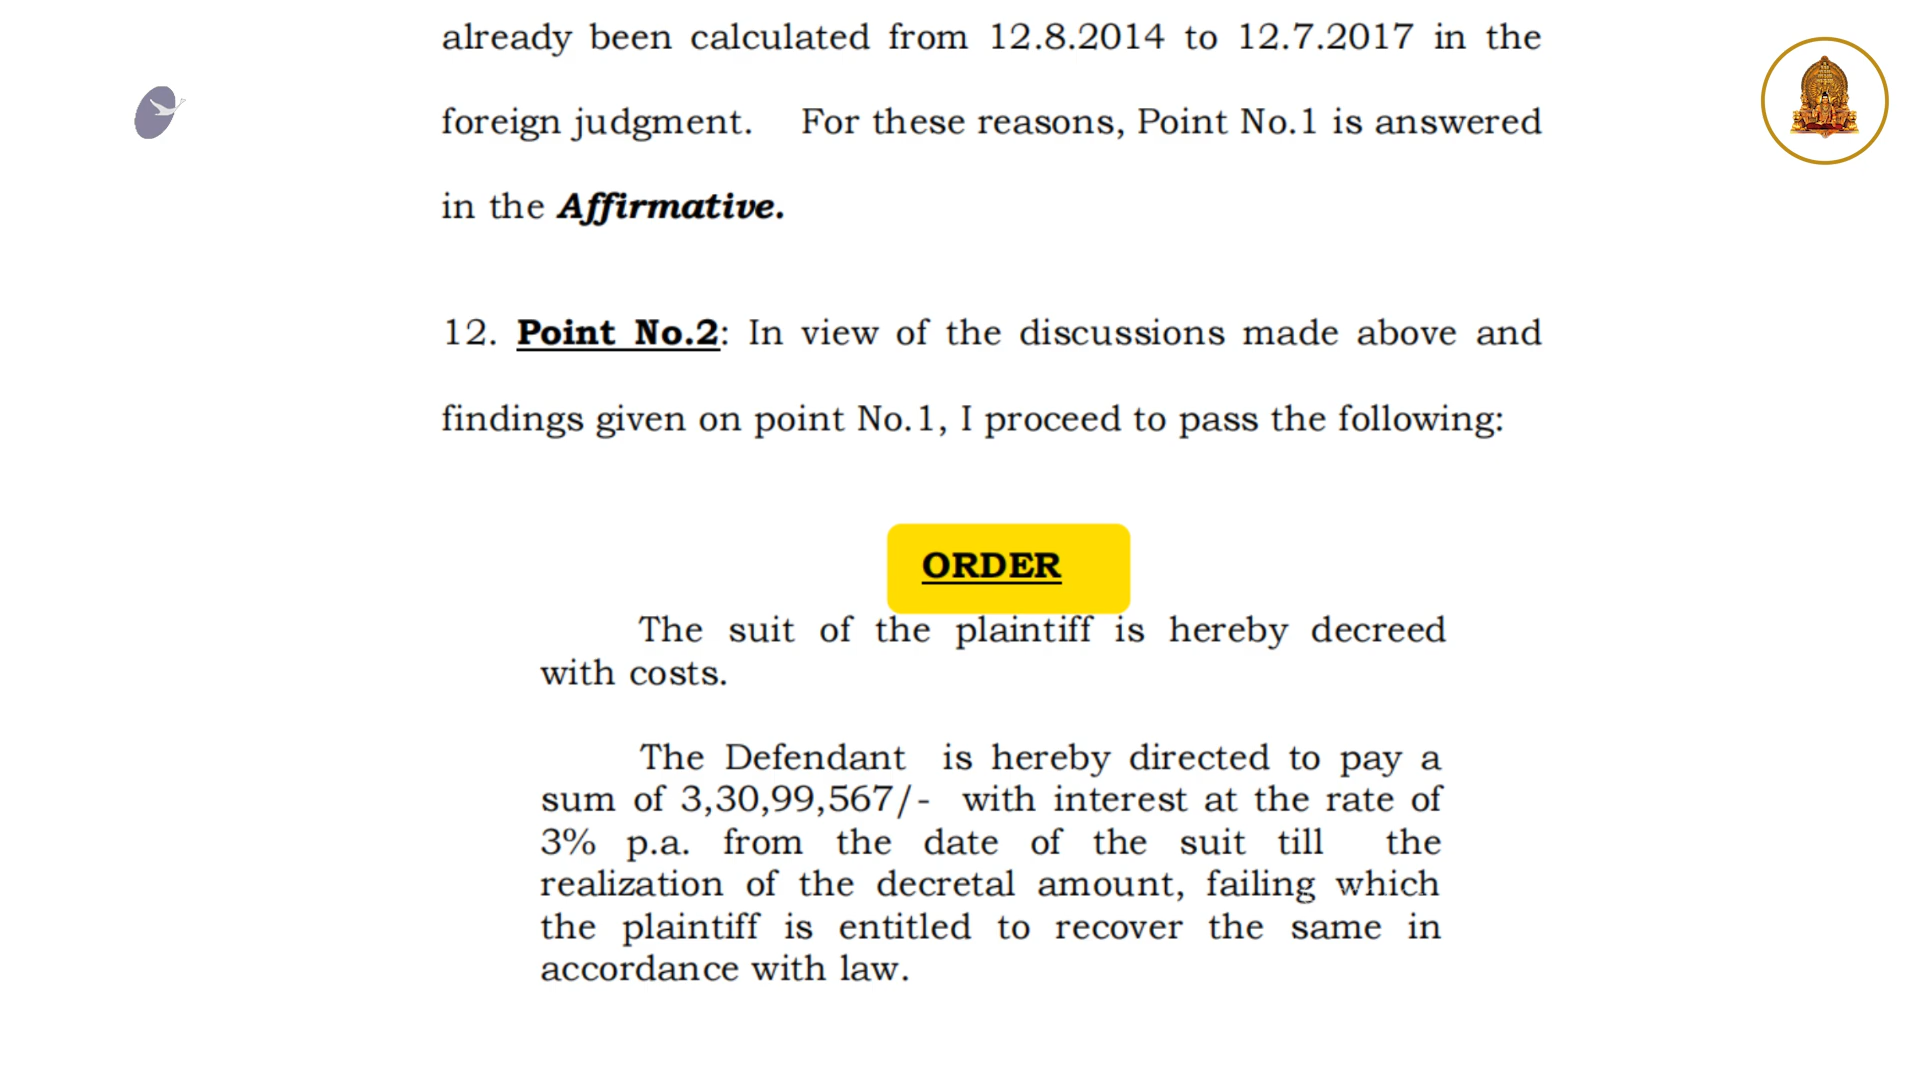 already been calculated from 12.8.2014 to 12.7.2017 in the
foreign judgment. For these reasons, Point No.1 is answered
in the Affirmative.
12. Point No.2: In view of the discussions made above and
findings given on point No.1, I proceed to pass the following:
ORDER
The suit of the plaintiff is hereby decreed
with costs.
The Defendant is hereby directed to pay a
sum of 3,30,99,567/- with interest at the rate of
3% p.a. from the date of the suit till the
realization of the decretal amount, failing which
the plaintiff is entitled to recover the same in
accordance with law.